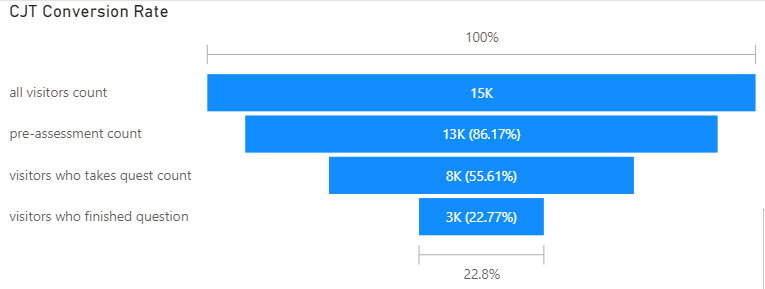 CJT Conversion Rate
100%
all visitors count
15K
pre-assessment count
13K (86.17%)
visitors who takes quest count
8K (55.61%)
visitors who finished question
3K (22.77%)
22.8%